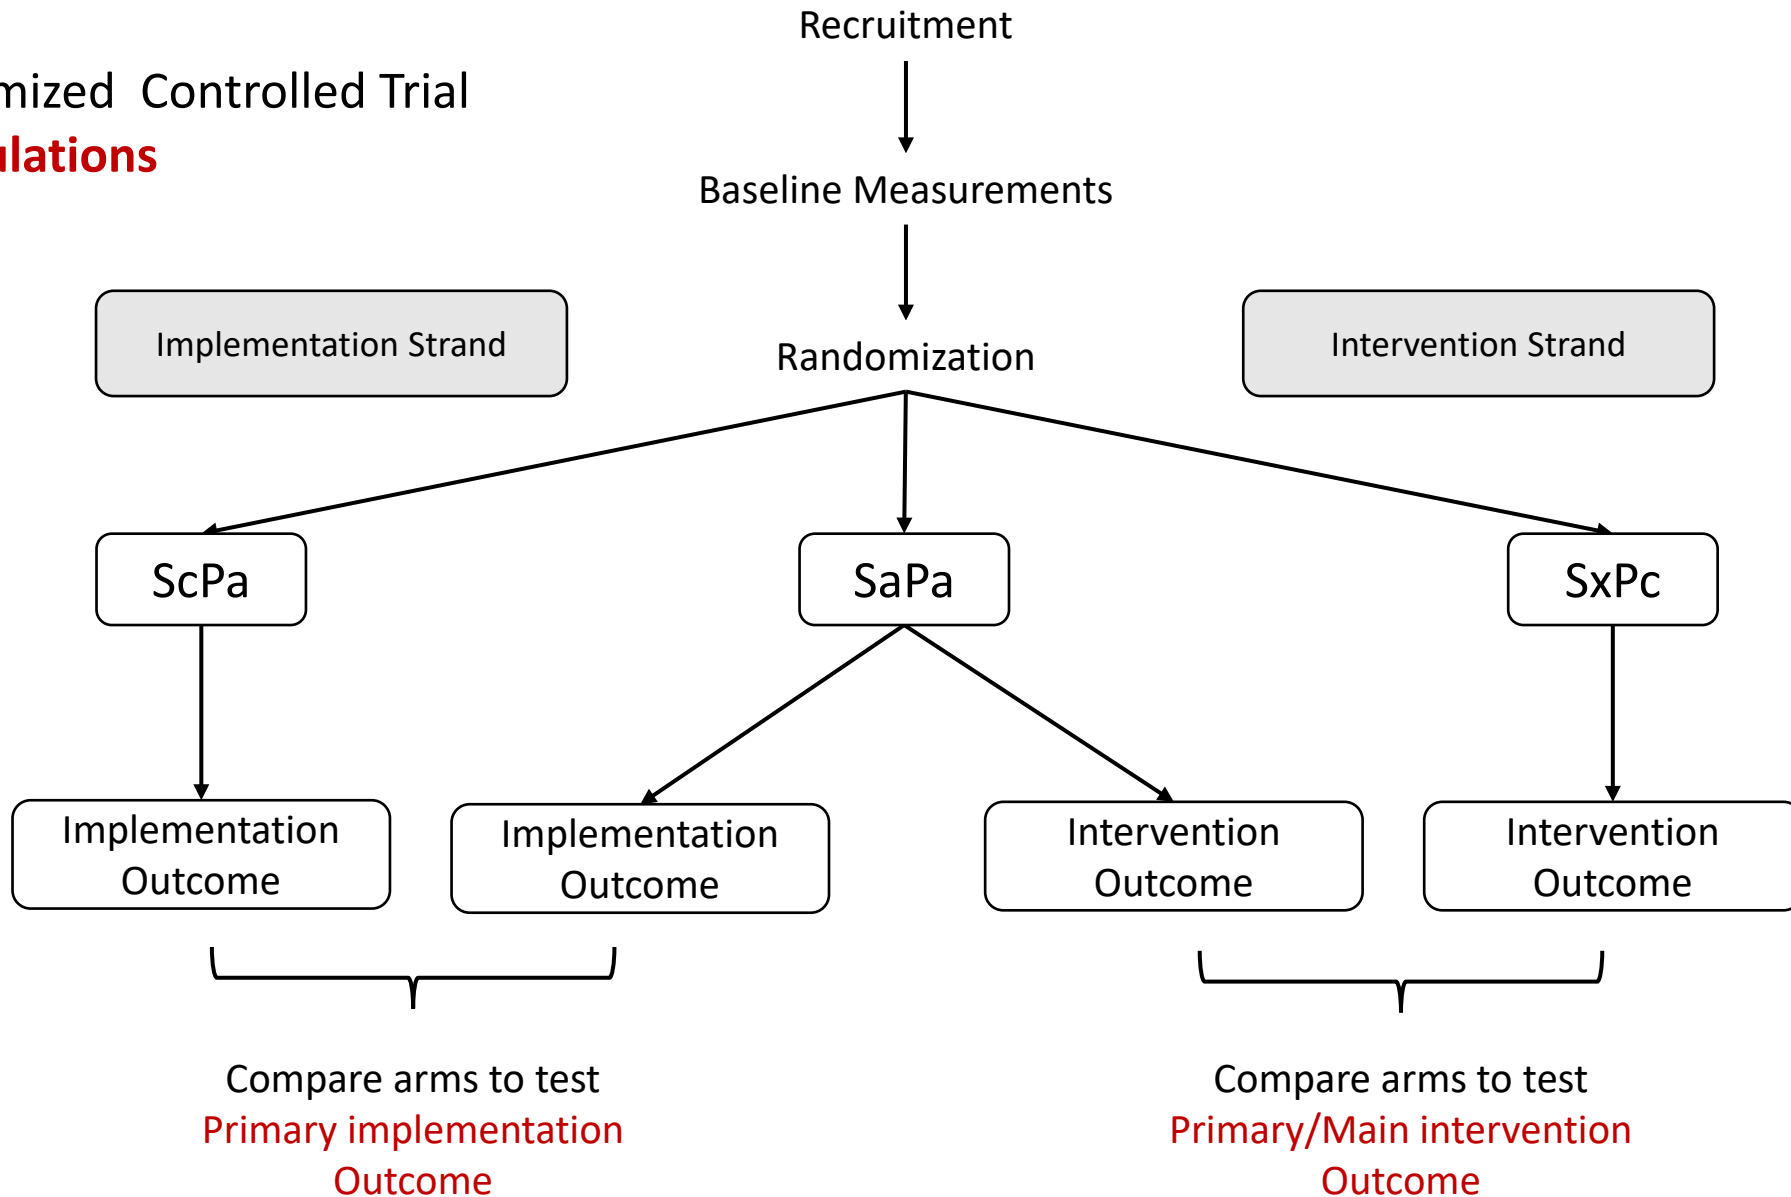 Recruitment
mized Controlled Trial
ulations
Baseline Measurements
Implementation Strand
Randomization
Intervention Strand
ScPa
SaPa
SxPc
Implementation
Outcome
Implementation
Outcome
Intervention
Outcome
Intervention
Outcome
Compare arms to test
Primary implementation
Outcome
Compare arms to test
Primary/Main intervention
Outcome